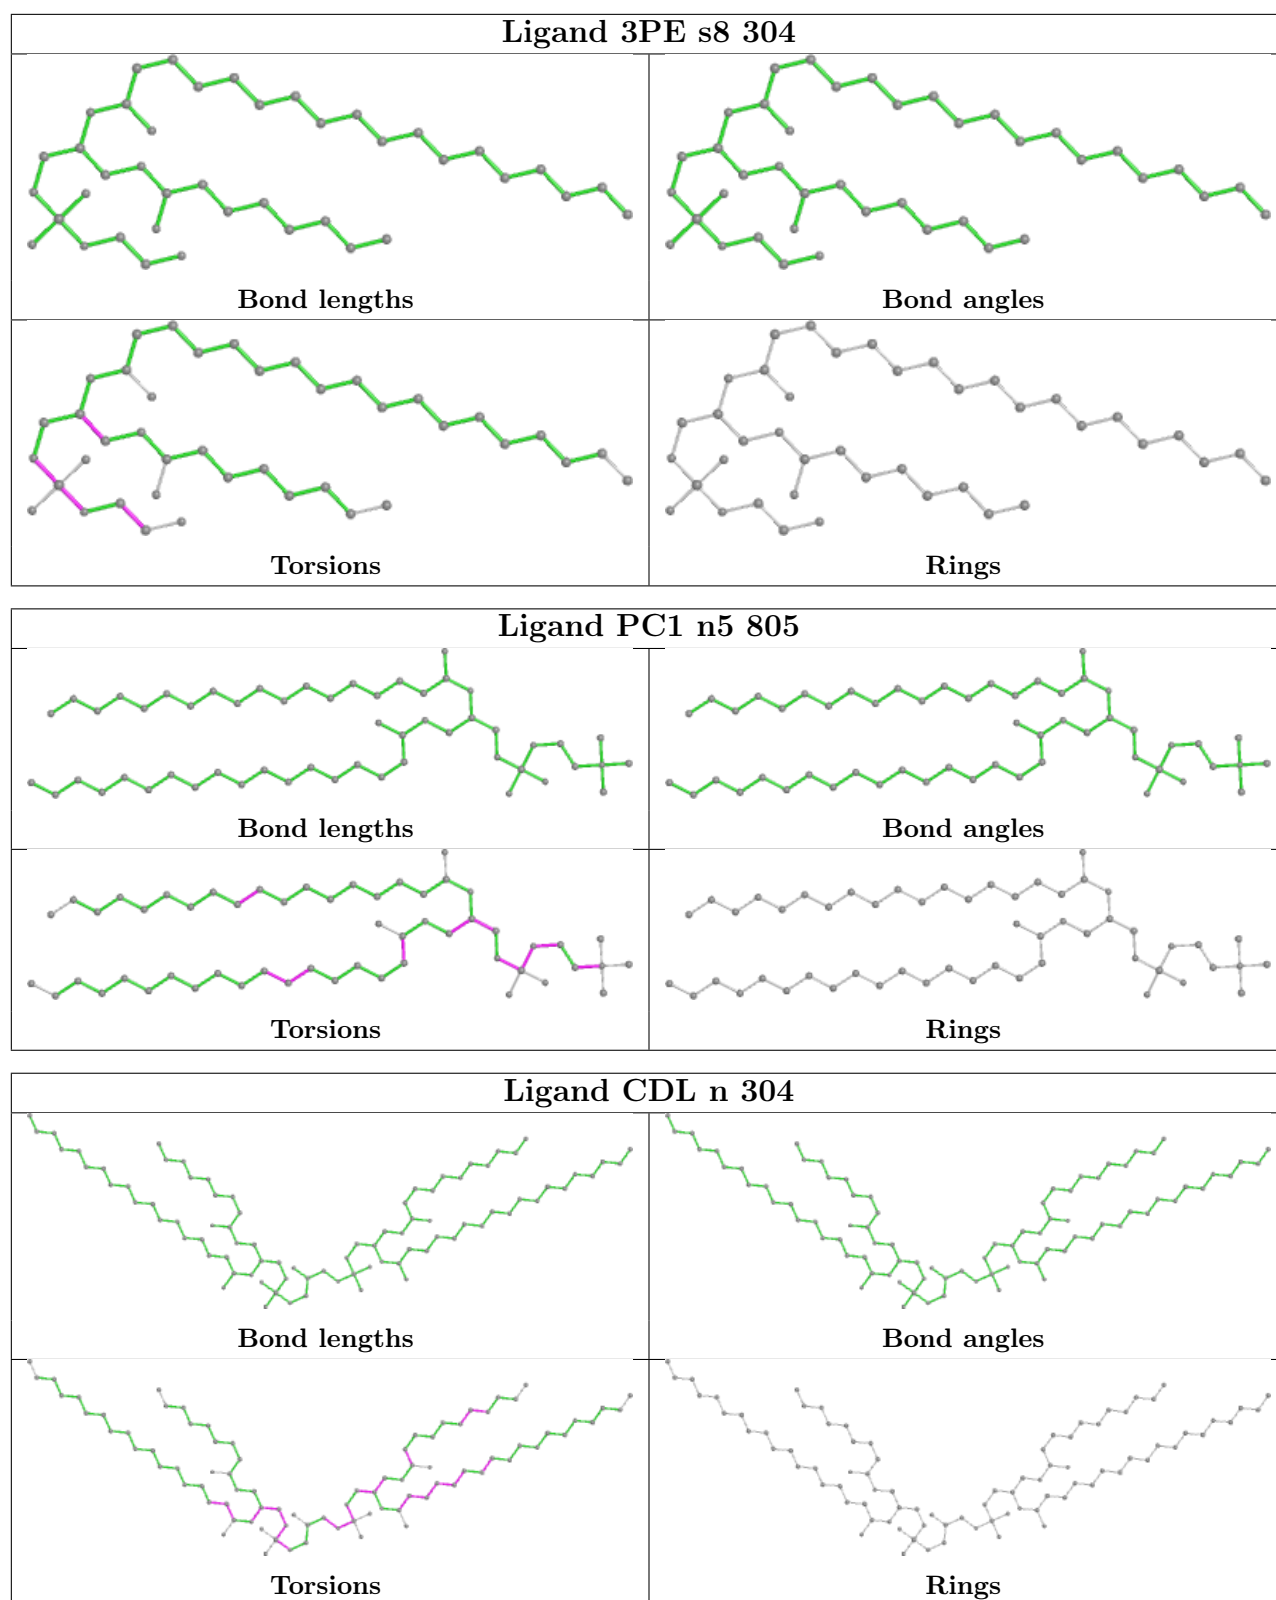 Ligand 3PE s8 304
Bond lengths
Bond angles
Torsions
Rings
Ligand PC1 n5 805
Bond lengths
Bond angles
Torsions
Rings
Ligand CDL n 304
Bond lengths
Bond angles
Torsions
Rings